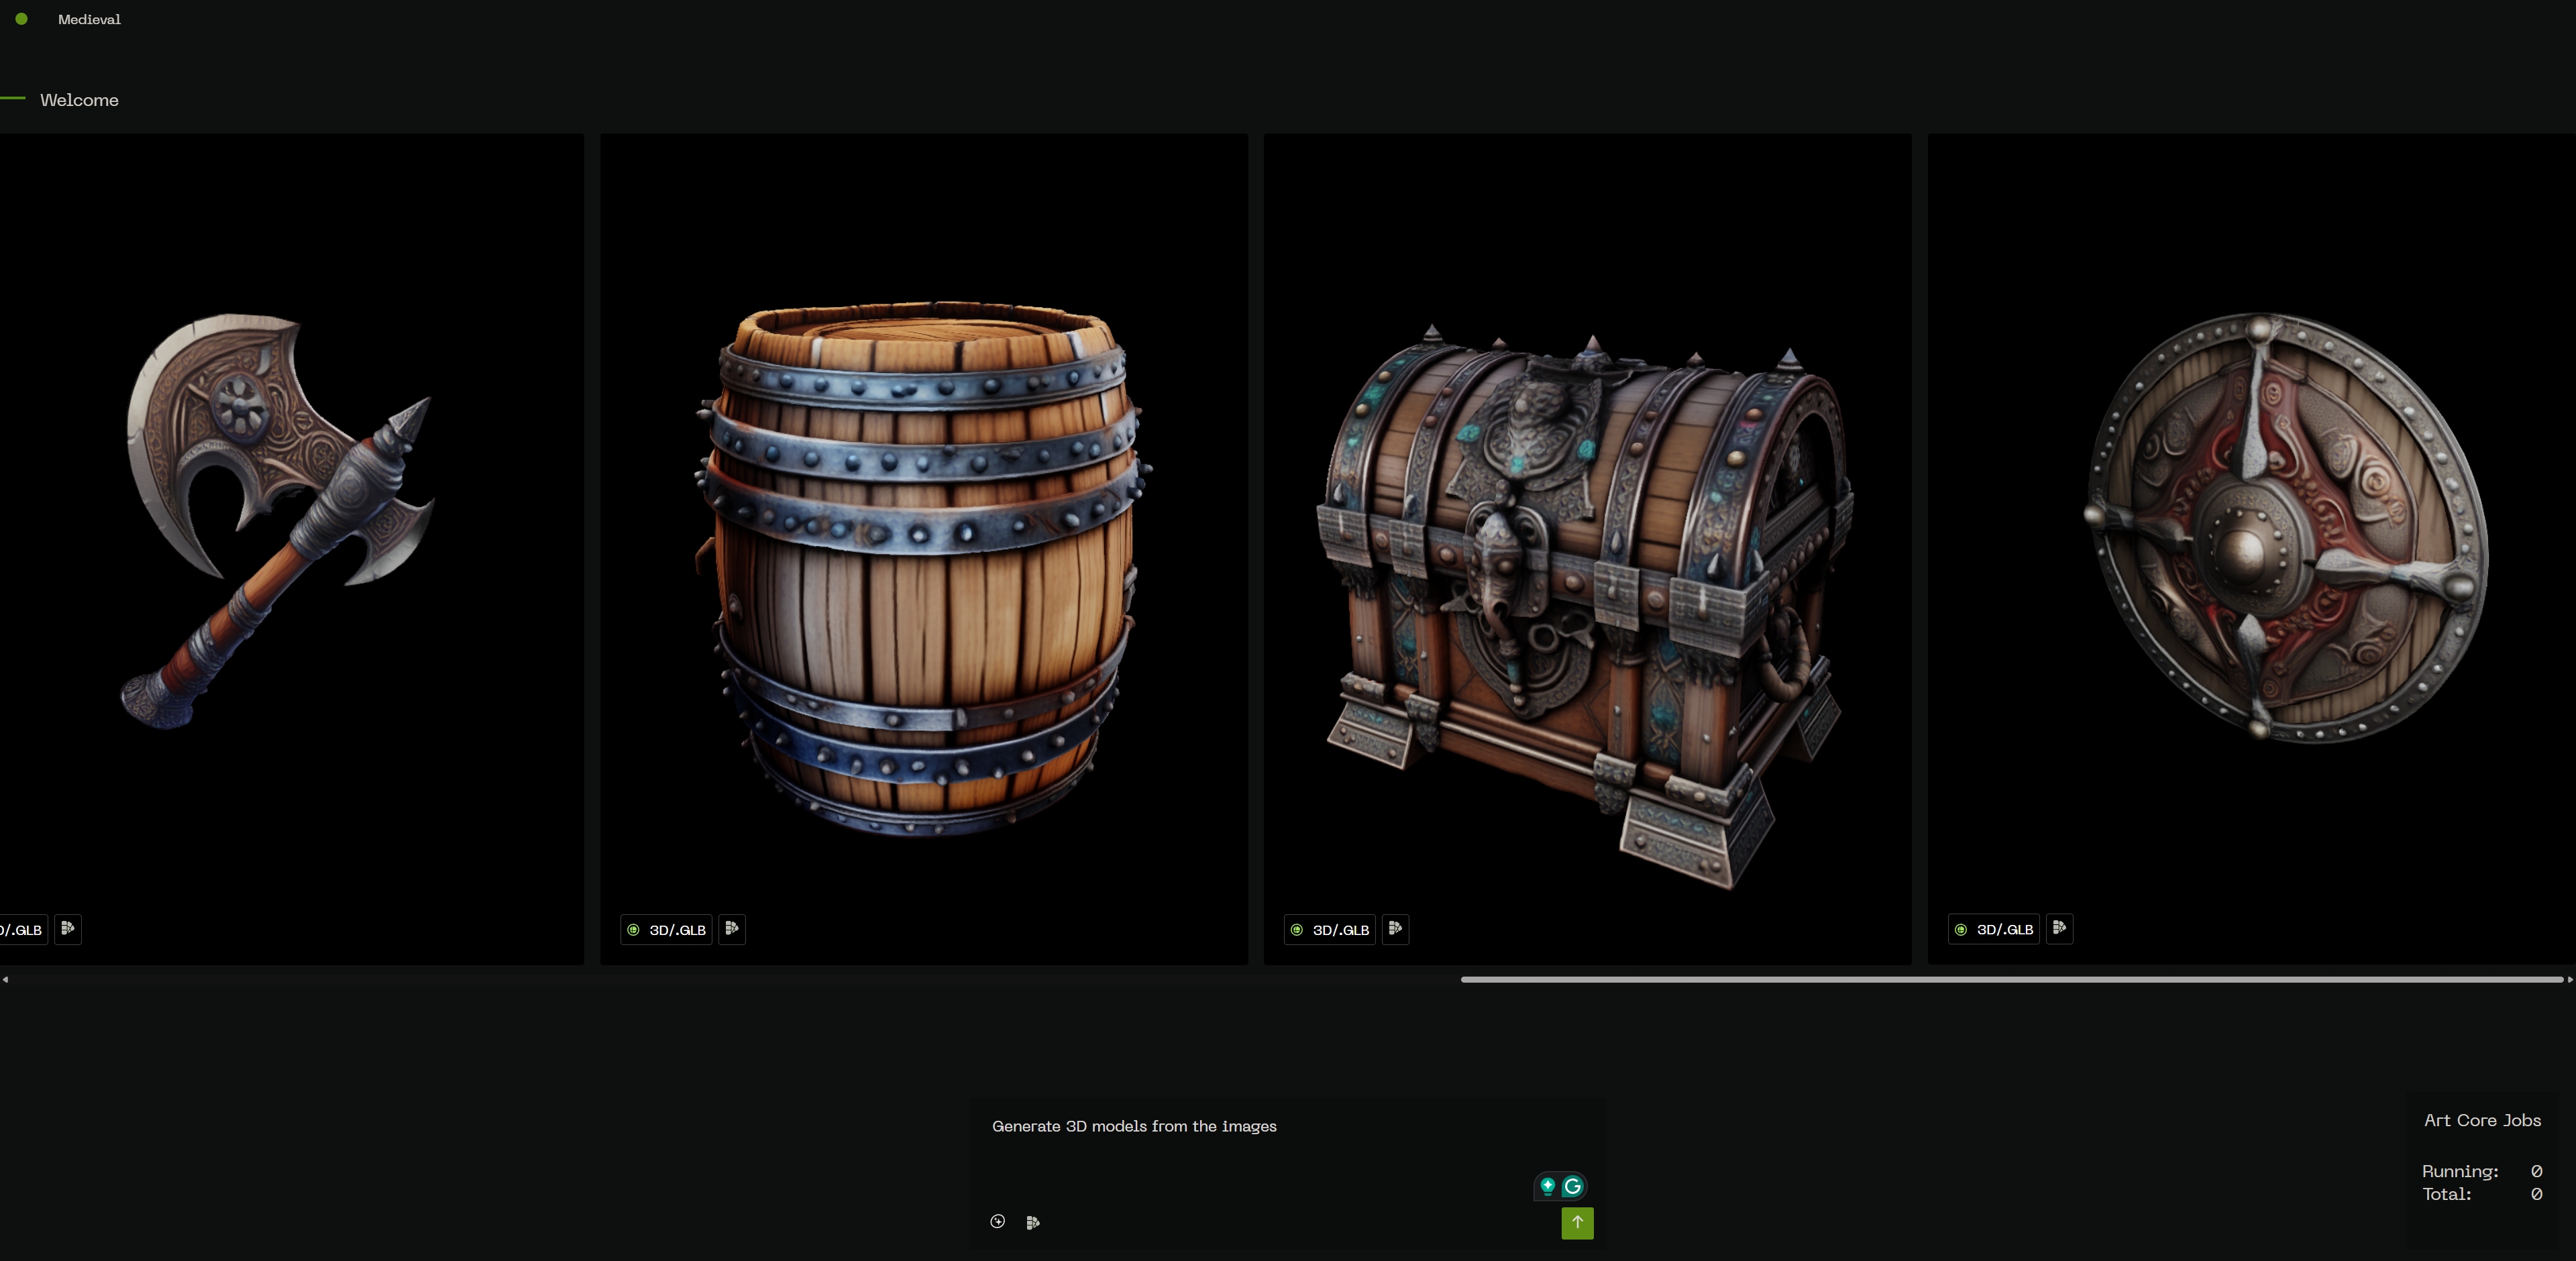 Medieval
Welcome
D/.GLB
3D/.GLB
3D/.GLB
3D/.GLB
Generate 3D models from the images
Art Core Jobs
Running: 0
Total: 0